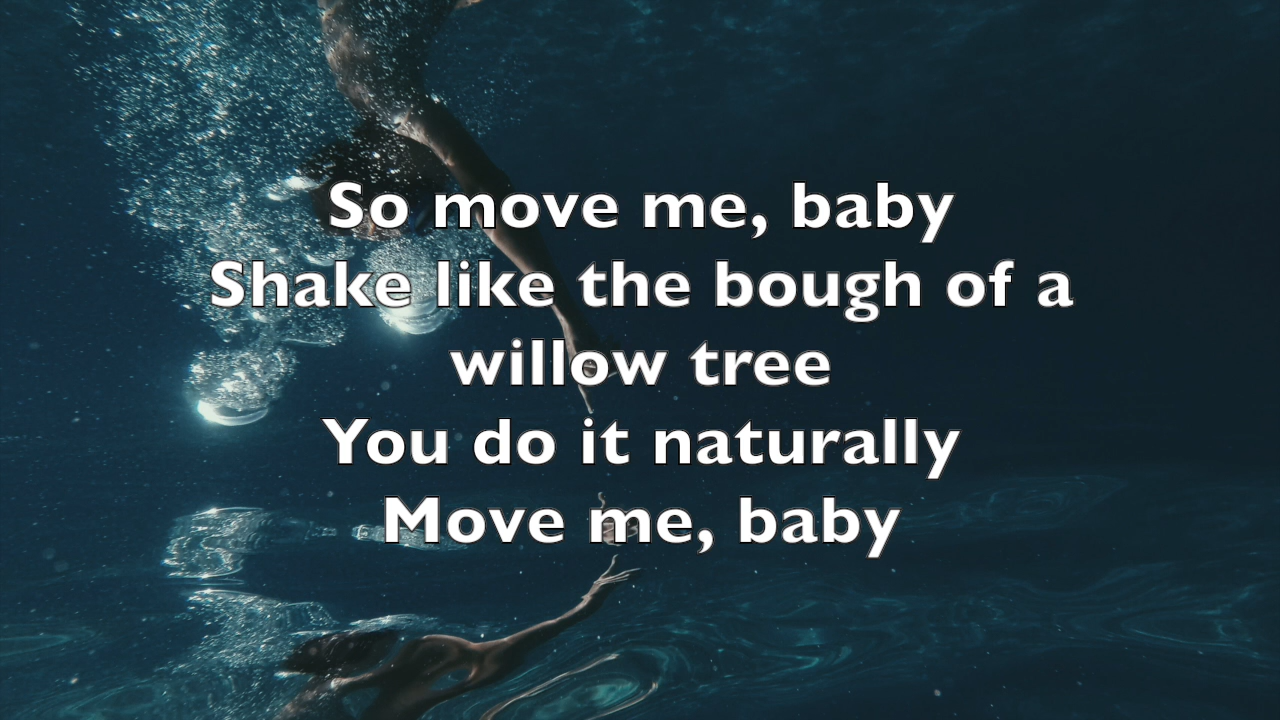 So move me, baby
Shake like the bough of a
willow tree
You do it naturally
Move me, baby